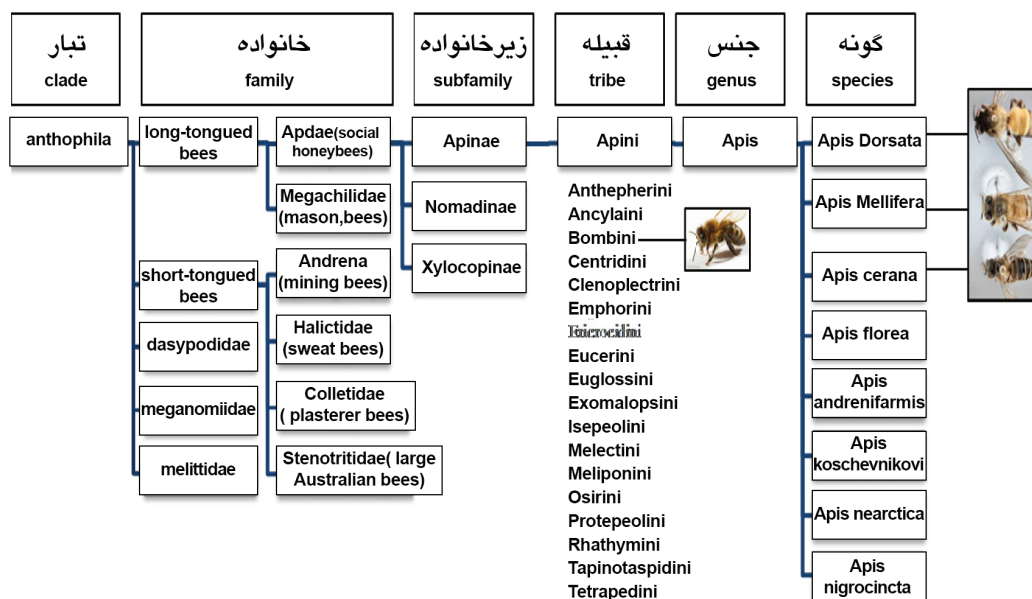 تبار
clade
خانواده
family
زیرخانواده
subfamily
قبیله
tribe
جنس
genus
گونه
species
anthophila
long-tongued
bees
Apdae(social
honeybees)
Apinae
Apini
Apis
Apis Dorsata
Megachilidae
(mason,bees)
Nomadinae
Xylocopinae
short-tongued
bees
Andrena
(mining bees)
dasypodidae
Halictidae
(sweat bees)
meganomiidae
Colletidae
( plasterer bees)
melittidae
Stenotritidae( large
Australian bees)
Anthepherini
Ancylaini
Bombini
Centridini
Clenoplectrini
Emphorini
Eucerini
Euglossini
Exomalopsini
Isepeolini
Melectini
Meliponini
Osirini
Protepeolini
Rhathymini
Tapinotaspidini
Tetrapedini
Apis Mellifera
Apis cerana
Apis florea
Apis
andrenifarmis
Apis
koschevnikovi
Apis nearctica
Apis
nigrocincta